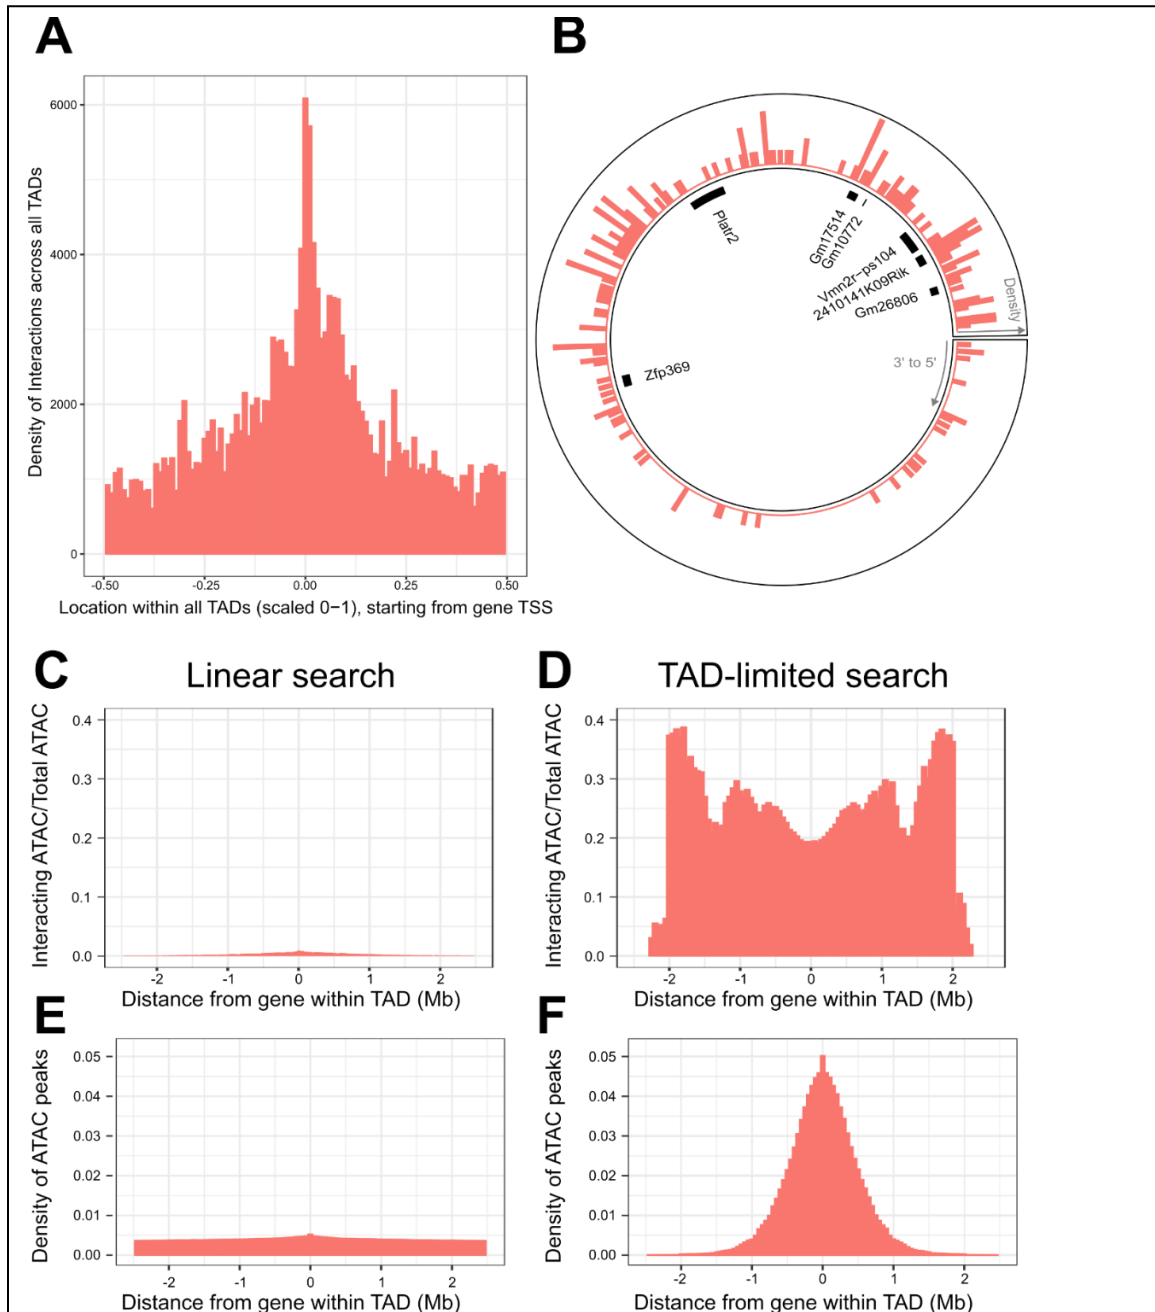 A
B
Density of Interactions across all TADs
6000
4000
2000
0
-0.50
-0.25
0.00
0.25
0.50
Location within all TADs (scaled 0−1), starting from gene TSS
Platr2
Gm17514
Gm10772
Vmn2r−ps104
2410141K09Rik
Gm26806
Zfp369
Density
3' to 5'
C
Linear search
Interacting ATAC/Total ATAC
0.4
0.3
0.2
0.1
0.0
-2
-1
0
1
2
Distance from gene within TAD (Mb)
D
TAD-limited search
Interacting ATAC/Total ATAC
0.4
0.3
0.2
0.1
0.0
-2
-1
0
1
2
Distance from gene within TAD (Mb)
E
Density of ATAC peaks
0.05
0.04
0.03
0.02
0.01
0.00
-2
-1
0
1
2
Distance from gene within TAD (Mb)
F
Density of ATAC peaks
0.05
0.04
0.03
0.02
0.01
0.00
-2
-1
0
1
2
Distance from gene within TAD (Mb)